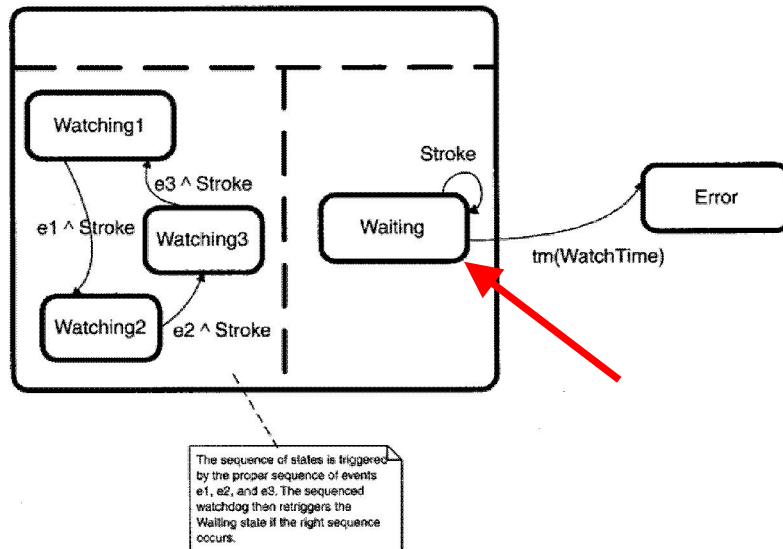 Watching1
e3 ^ Stroke
e1 ^ Stroke
Watching3
Watching2
e2 ^ Stroke
Stroke
Waiting
Error
tm(WatchTime)
The sequence of states is triggered
by the proper sequence of events
e1, e2, and e3. The sequenced
watchdog then retriggers the
Waiting state if the right sequence
occurs.